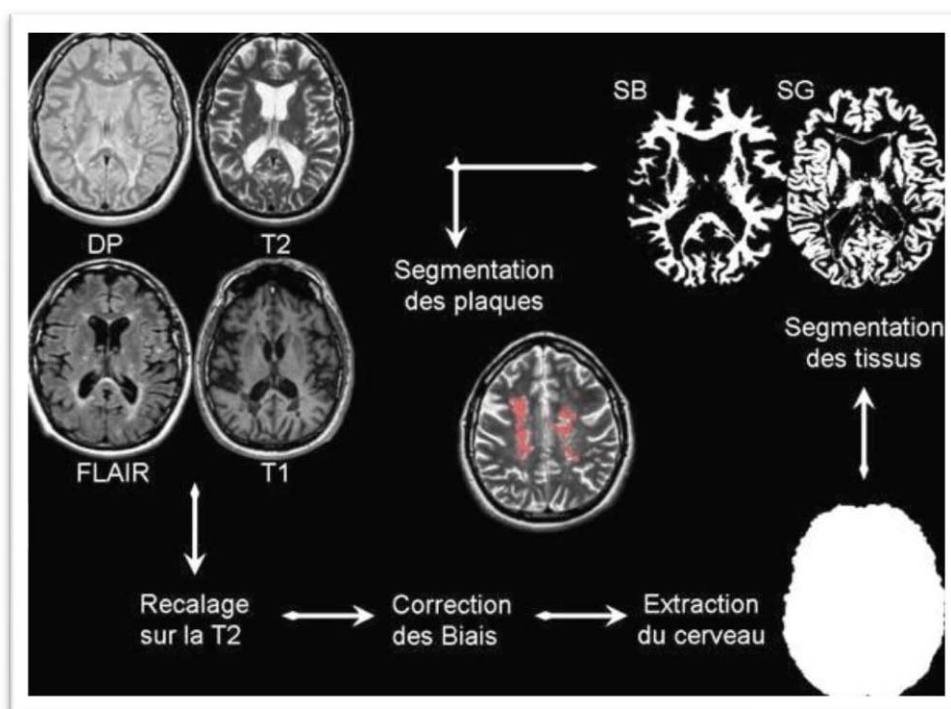 DP
T2
FLAIR
T1
Recalage
sur la T2
Correction
des Biais
Extraction
du cerveau
Segmentation
des tissus
SB
SG
Segmentation
des plaques